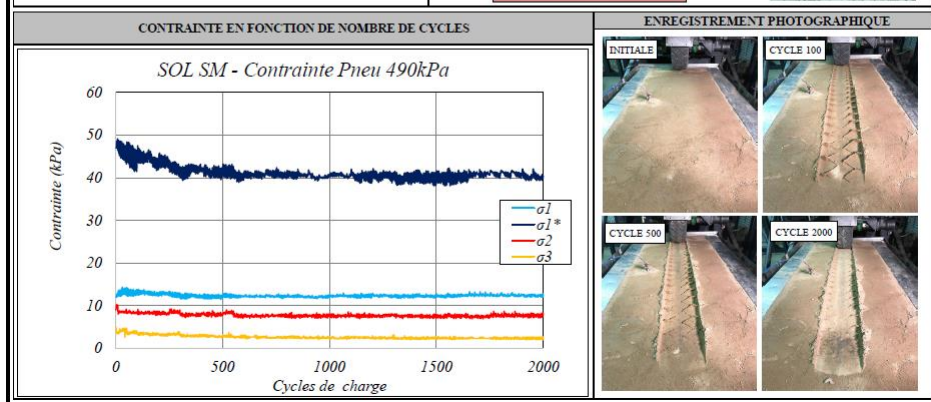 CONTRAINTE EN FONCTION DE NOMBRE DE CYCLES
SOL SM - Contrainte Pneu 490kPa
Contrainte (kPa)
60
50
40
30
20
10
0
0 500 1000 1500 2000
Cycles de charge
σ1
σ1*
σ2
σ3
ENREGISTREMENT PHOTOGRAPHIQUE
INITIALE
CYCLE 100
CYCLE 500
CYCLE 2000